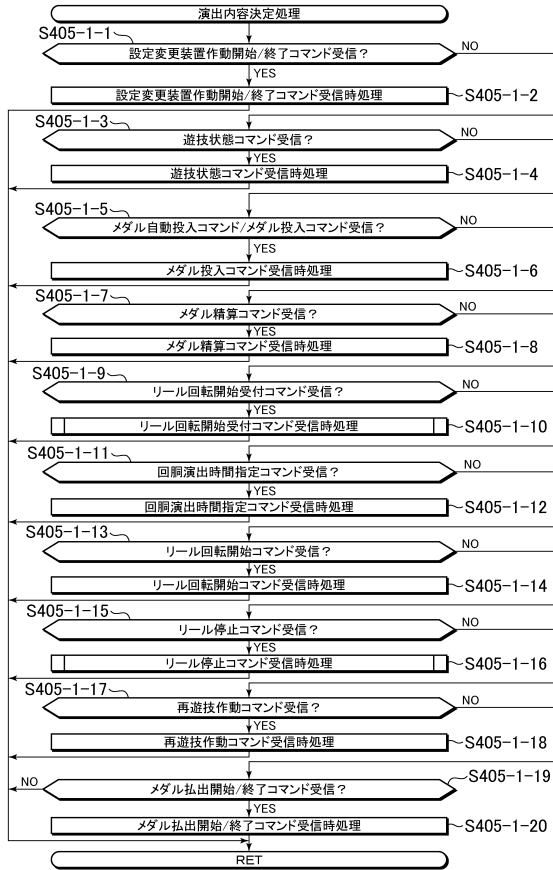 演出内容決定処理
S405-1-1
設定変更装置作動開始/終了コマンド受信？
NO
YES
設定変更装置作動開始/終了コマンド受信時処理
S405-1-2
S405-1-3
遊技状態コマンド受信？
NO
YES
遊技状態コマンド受信時処理
S405-1-4
S405-1-5
メダル自動投入コマンド/メダル投入コマンド受信？
NO
YES
メダル投入コマンド受信時処理
S405-1-6
S405-1-7
メダル精算コマンド受信？
NO
YES
メダル精算コマンド受信時処理
S405-1-8
S405-1-9
リール回転開始受付コマンド受信？
NO
YES
リール回転開始受付コマンド受信時処理
S405-1-10
S405-1-11
回胴演出時間指定コマンド受信？
NO
YES
回胴演出時間指定コマンド受信時処理
S405-1-12
S405-1-13
リール回転開始コマンド受信？
NO
YES
リール回転開始コマンド受信時処理
S405-1-14
S405-1-15
リール停止コマンド受信？
NO
YES
リール停止コマンド受信時処理
S405-1-16
S405-1-17
再遊技作動コマンド受信？
NO
YES
再遊技作動コマンド受信時処理
S405-1-18
S405-1-19
NO
メダル払出開始/終了コマンド受信？
YES
メダル払出開始/終了コマンド受信時処理
S405-1-20
RET